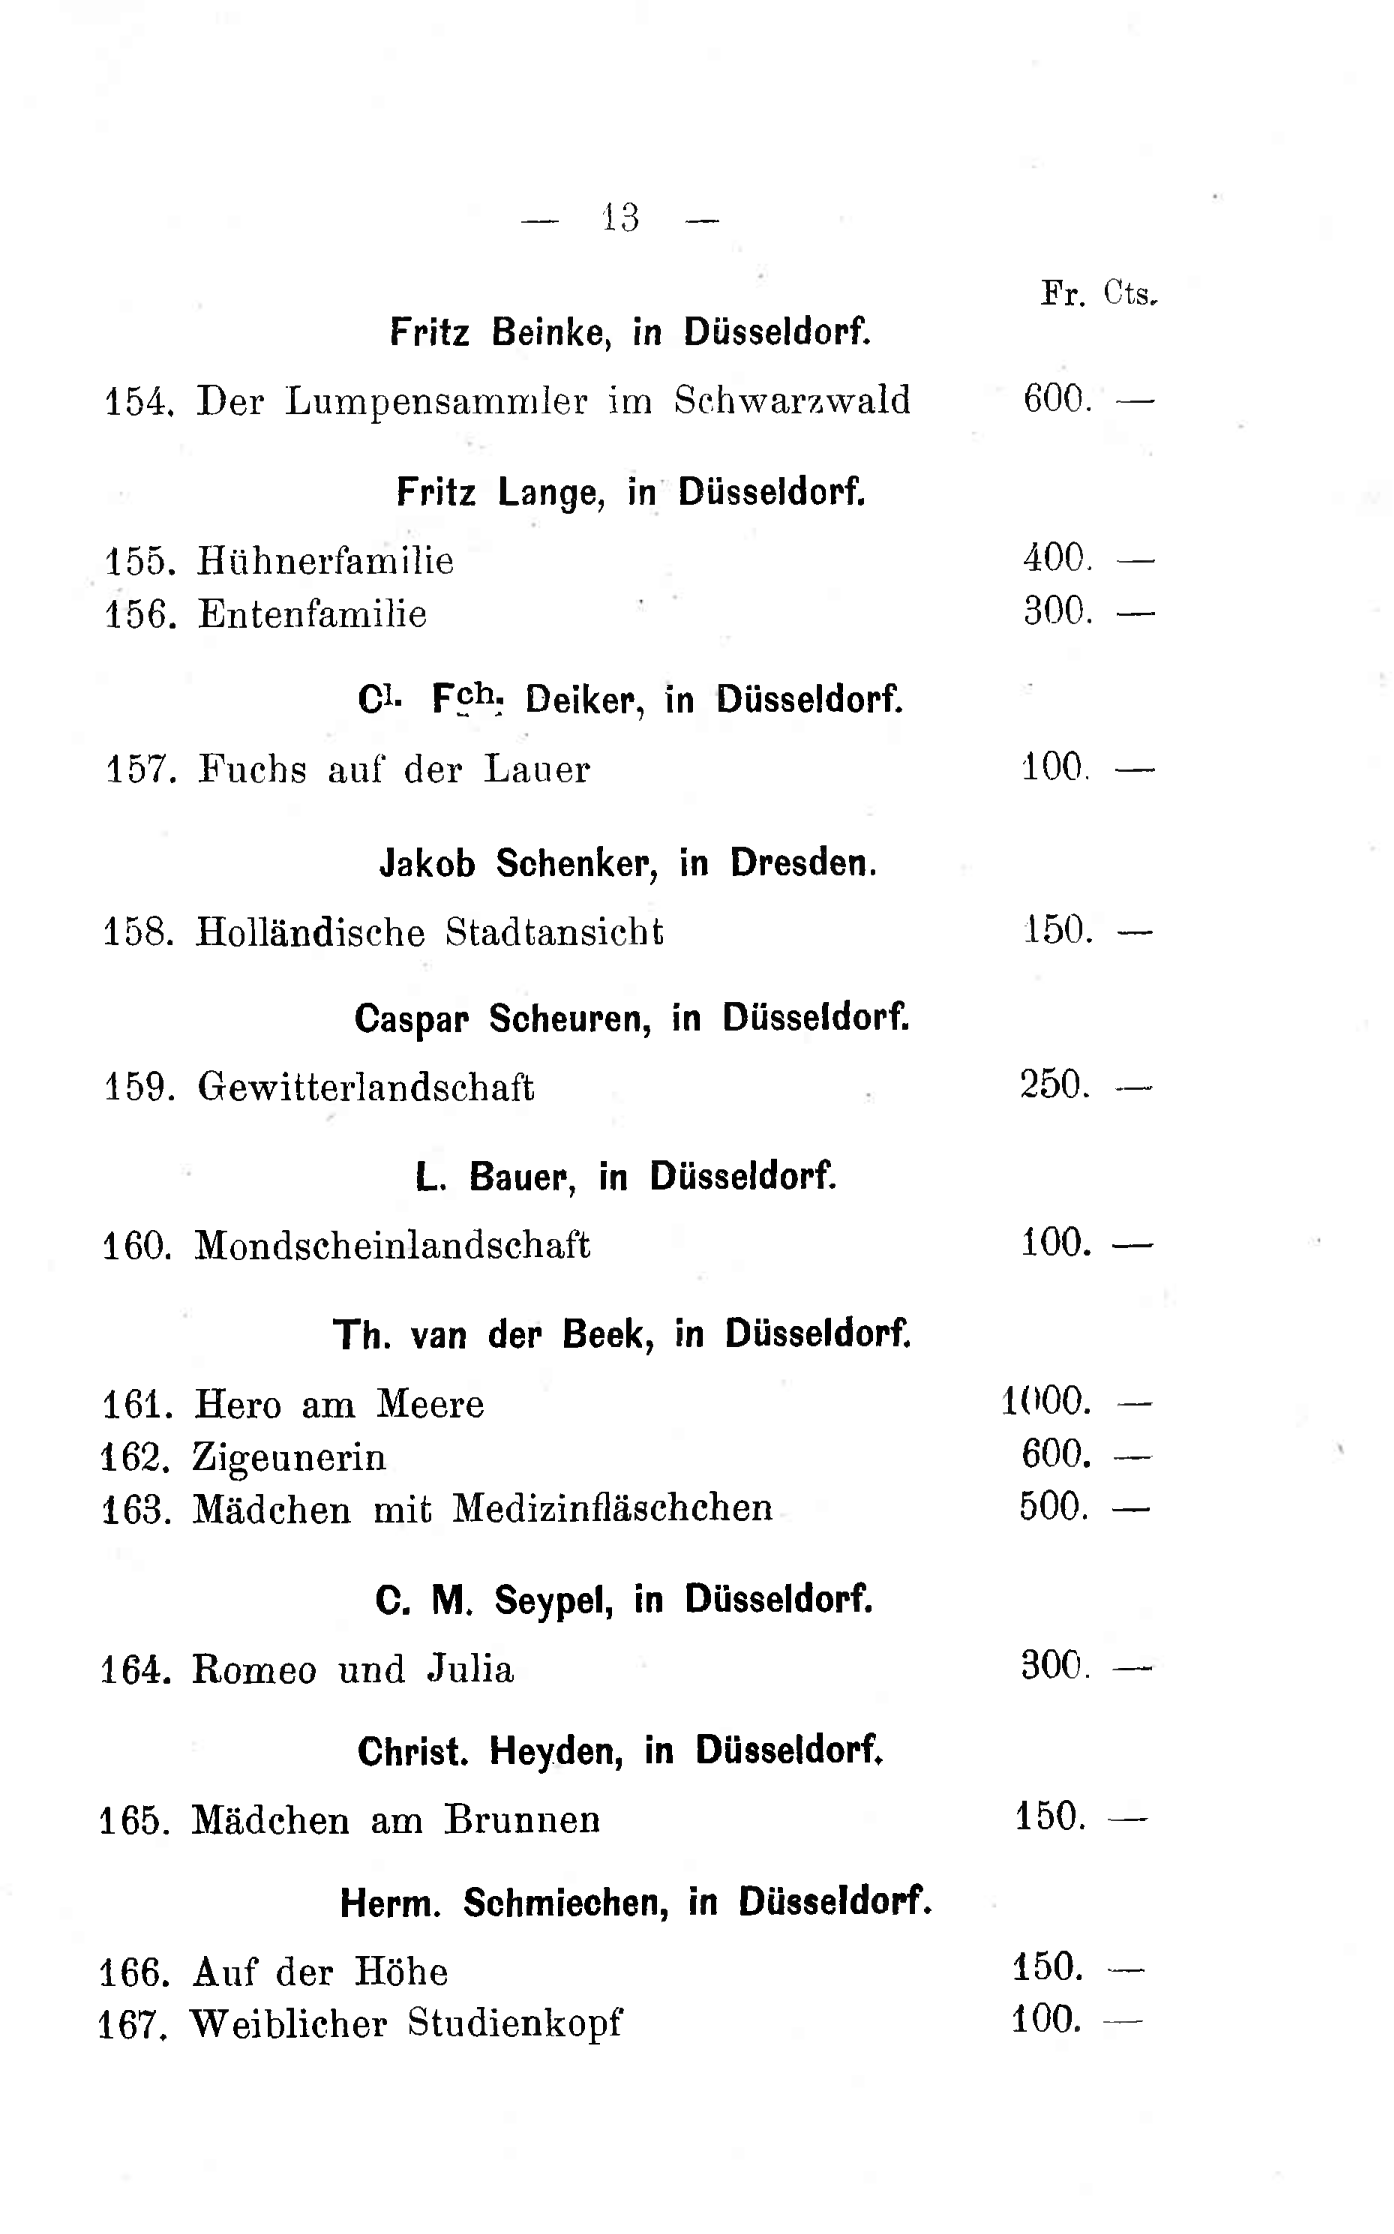 — 13 —
Fr. Cts.
Fritz Beinke, in Düsseldorf.
154. Der Lumpensammler im Schwarzwald 600. —
Fritz Lange, in Düsseldorf.
155. Hühnerfamilie 400. —
156. Entenfamilie 300. —
Cl. Fch. Deiker, in Düsseldorf.
157. Fuchs auf der Lauer 100. —
Jakob Schenker, in Dresden.
158. Holländische Stadtansicht 150. —
Caspar Scheuren, in Düsseldorf.
159. Gewitterlandschaft 250. —
L. Bauer, in Düsseldorf.
160. Mondscheinlandschaft 100. —
Th. van der Beek, in Düsseldorf.
161. Hero am Meere 1000. —
162. Zigeunerin 600. —
163. Mädchen mit Medizinfläschchen 500. —
C. M. Seypel, in Düsseldorf.
164. Romeo und Julia 300. —
Christ. Heyden, in Düsseldorf.
165. Mädchen am Brunnen 150. —
Herm. Schmiechen, in Düsseldorf.
166. Auf der Höhe 150. —
167. Weiblicher Studienkopf 100. —